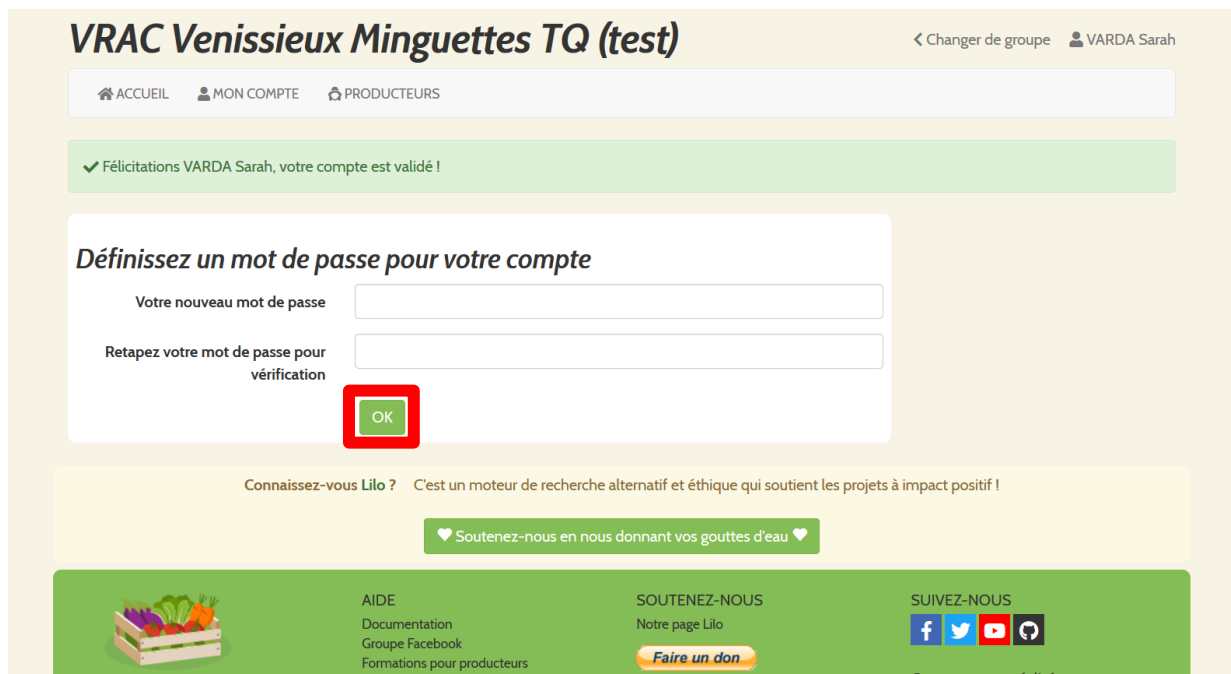 VRAC Venissieux Minguettes TQ (test)
Changer de groupe VARDA Sarah
ACCUEIL MON COMPTE PRODUCTEURS
Félicitations VARDA Sarah, votre compte est validé !
Définissez un mot de passe pour votre compte
Votre nouveau mot de passe
Retapez votre mot de passe pour
vérification
OK
Connaissez-vous Lilo ? C'est un moteur de recherche alternatif et éthique qui soutient les projets à impact positif !
Soutenez-nous en nous donnant vos gouttes d'eau
AIDE
Documentation
Groupe Facebook
Formations pour producteurs
SOUTENEZ-NOUS
Notre page Lilo
Faire un don
SUIVEZ-NOUS